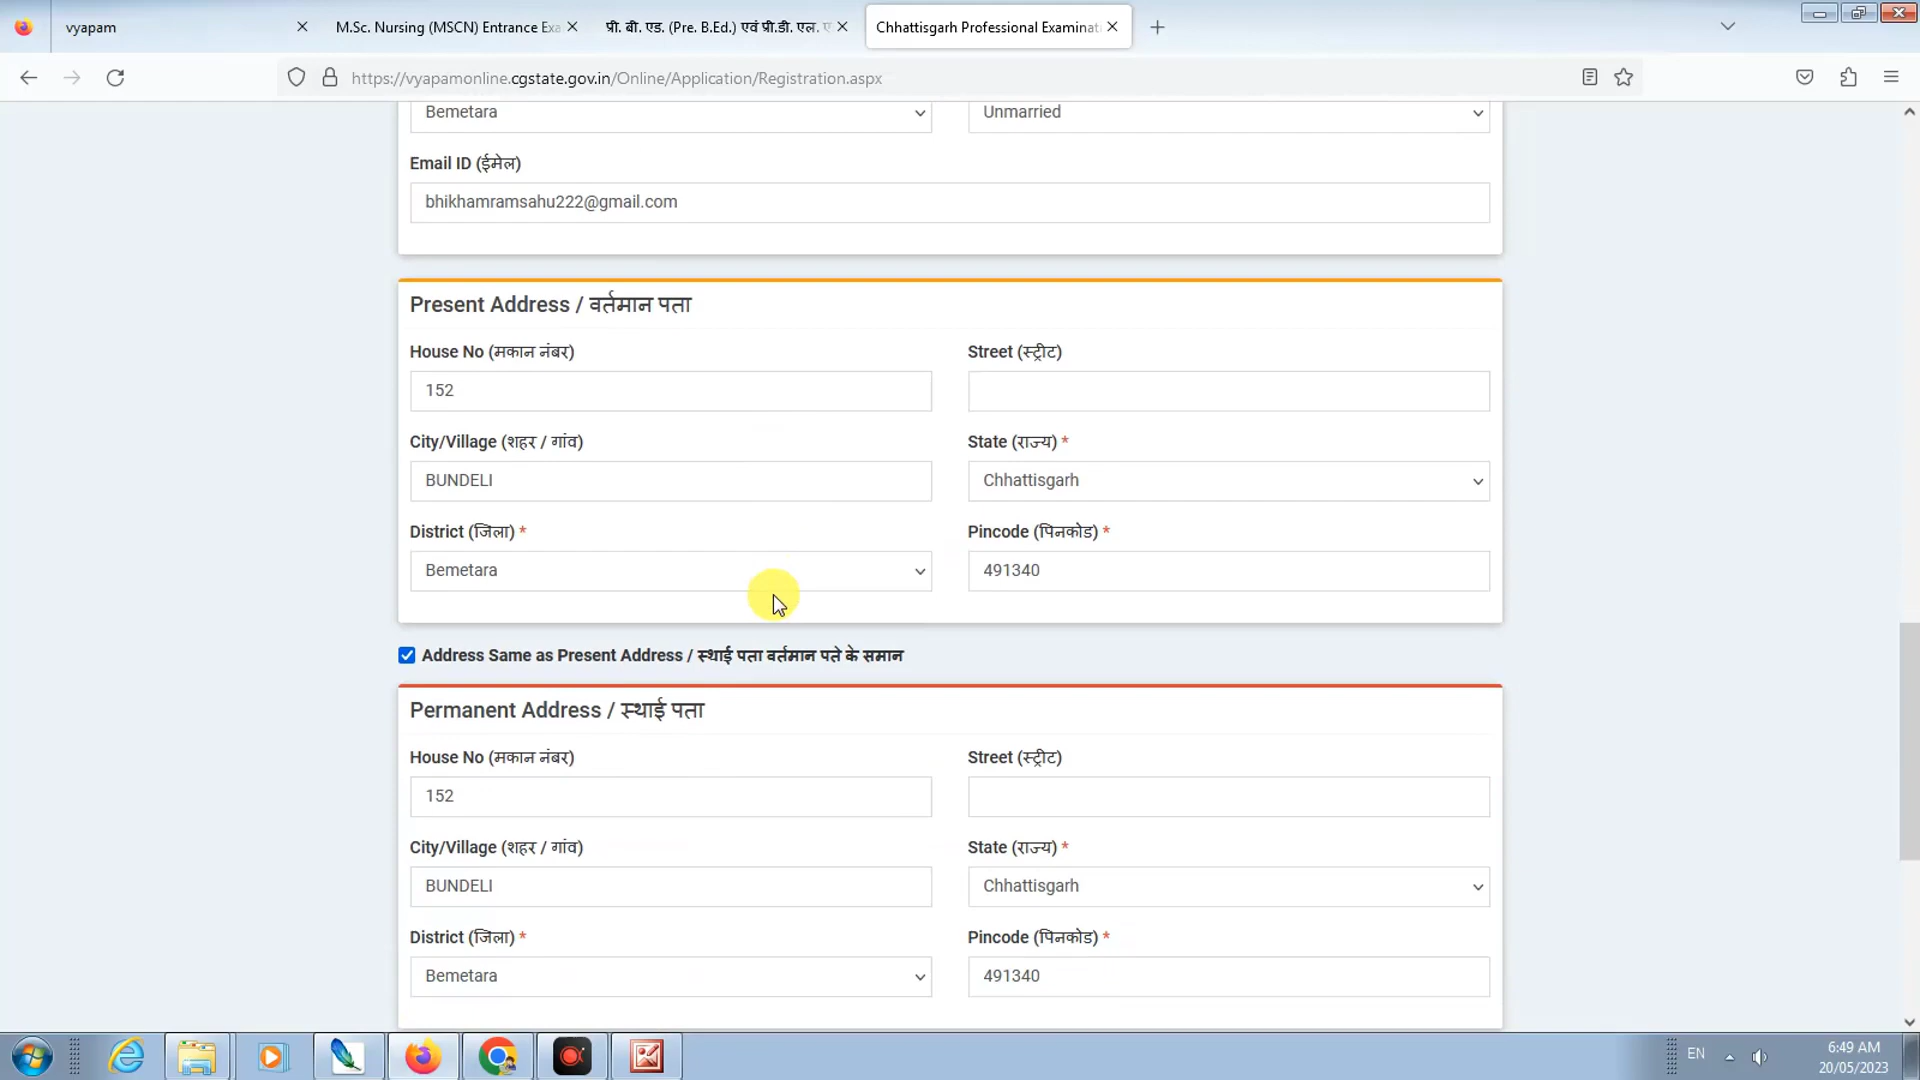 vyapam
M.Sc. Nursing (MSCN) Entrance Exa
प्री. बी. एड. (Pre. B.Ed.) एवं प्री.डी. एल. ए
Chhattisgarh Professional Examinat
https://vyapamonline.cgstate.gov.in/Online/Application/Registration.aspx
Bemetara
Unmarried
Email ID (ईमेल)
bhikhamramsahu222@gmail.com
Present Address / वर्तमान पता
House No (मकान नंबर)
Street (स्ट्रीट)
152
City/Village (शहर / गांव)
State (राज्य) *
BUNDELI
Chhattisgarh
District (जिला) *
Pincode (पिनकोड) *
Bemetara
491340
Address Same as Present Address / स्थाई पता वर्तमान पते के समान
Permanent Address / स्थाई पता
House No (मकान नंबर)
Street (स्ट्रीट)
152
City/Village (शहर / गांव)
State (राज्य) *
BUNDELI
Chhattisgarh
District (जिला) *
Pincode (पिनकोड) *
Bemetara
491340
EN
6:49 AM
20/05/2023